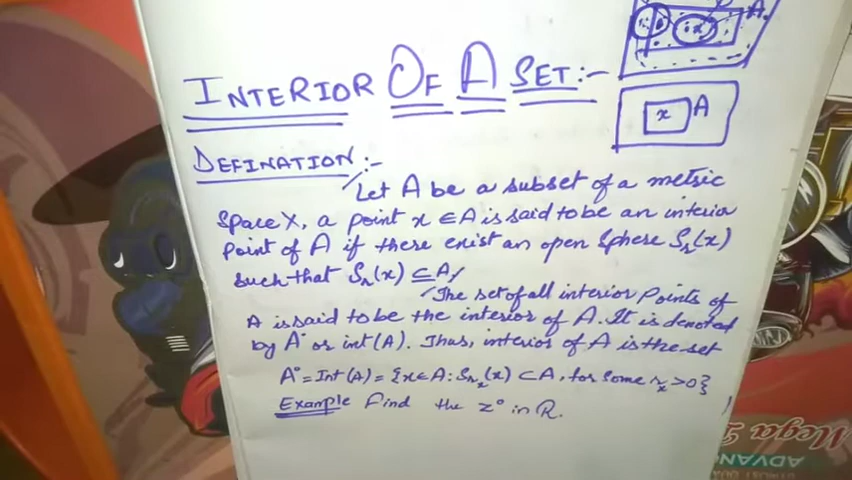 A
INTERIOR OF A SET:-
x A
DEFINATION:-
Let A be a subset of a metric
Space X, a point x ∈ A is said to be an interior
Point of A if there exist an open Sphere Sr(x)
such that Sr(x) ⊆ A,
The set of all interior Points of
A is said to be the interior of A. It is denoted
by A° or int(A). Thus, interior of A is the set
A° = Int(A) = {x∈A: Srx(x) ⊂ A, for some rx>0}
Example Find the z° in R.
Mega
ADVAN